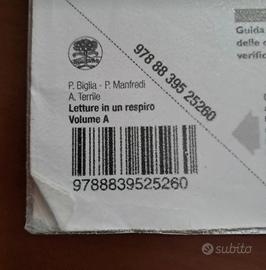 Guida
delle c
verific
978 88 395 25260
P. Biglia - P. Manfredi
A. Terrile
Letture in un respiro
Volume A
9788839525260
subito